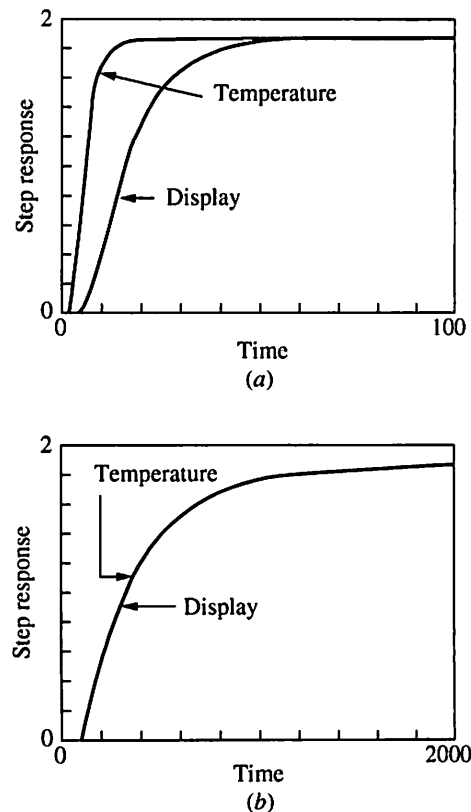 2
Step response
Temperature
Display
0
0
100
Time
(a)
2
Step response
Temperature
Display
0
0
2000
Time
(b)